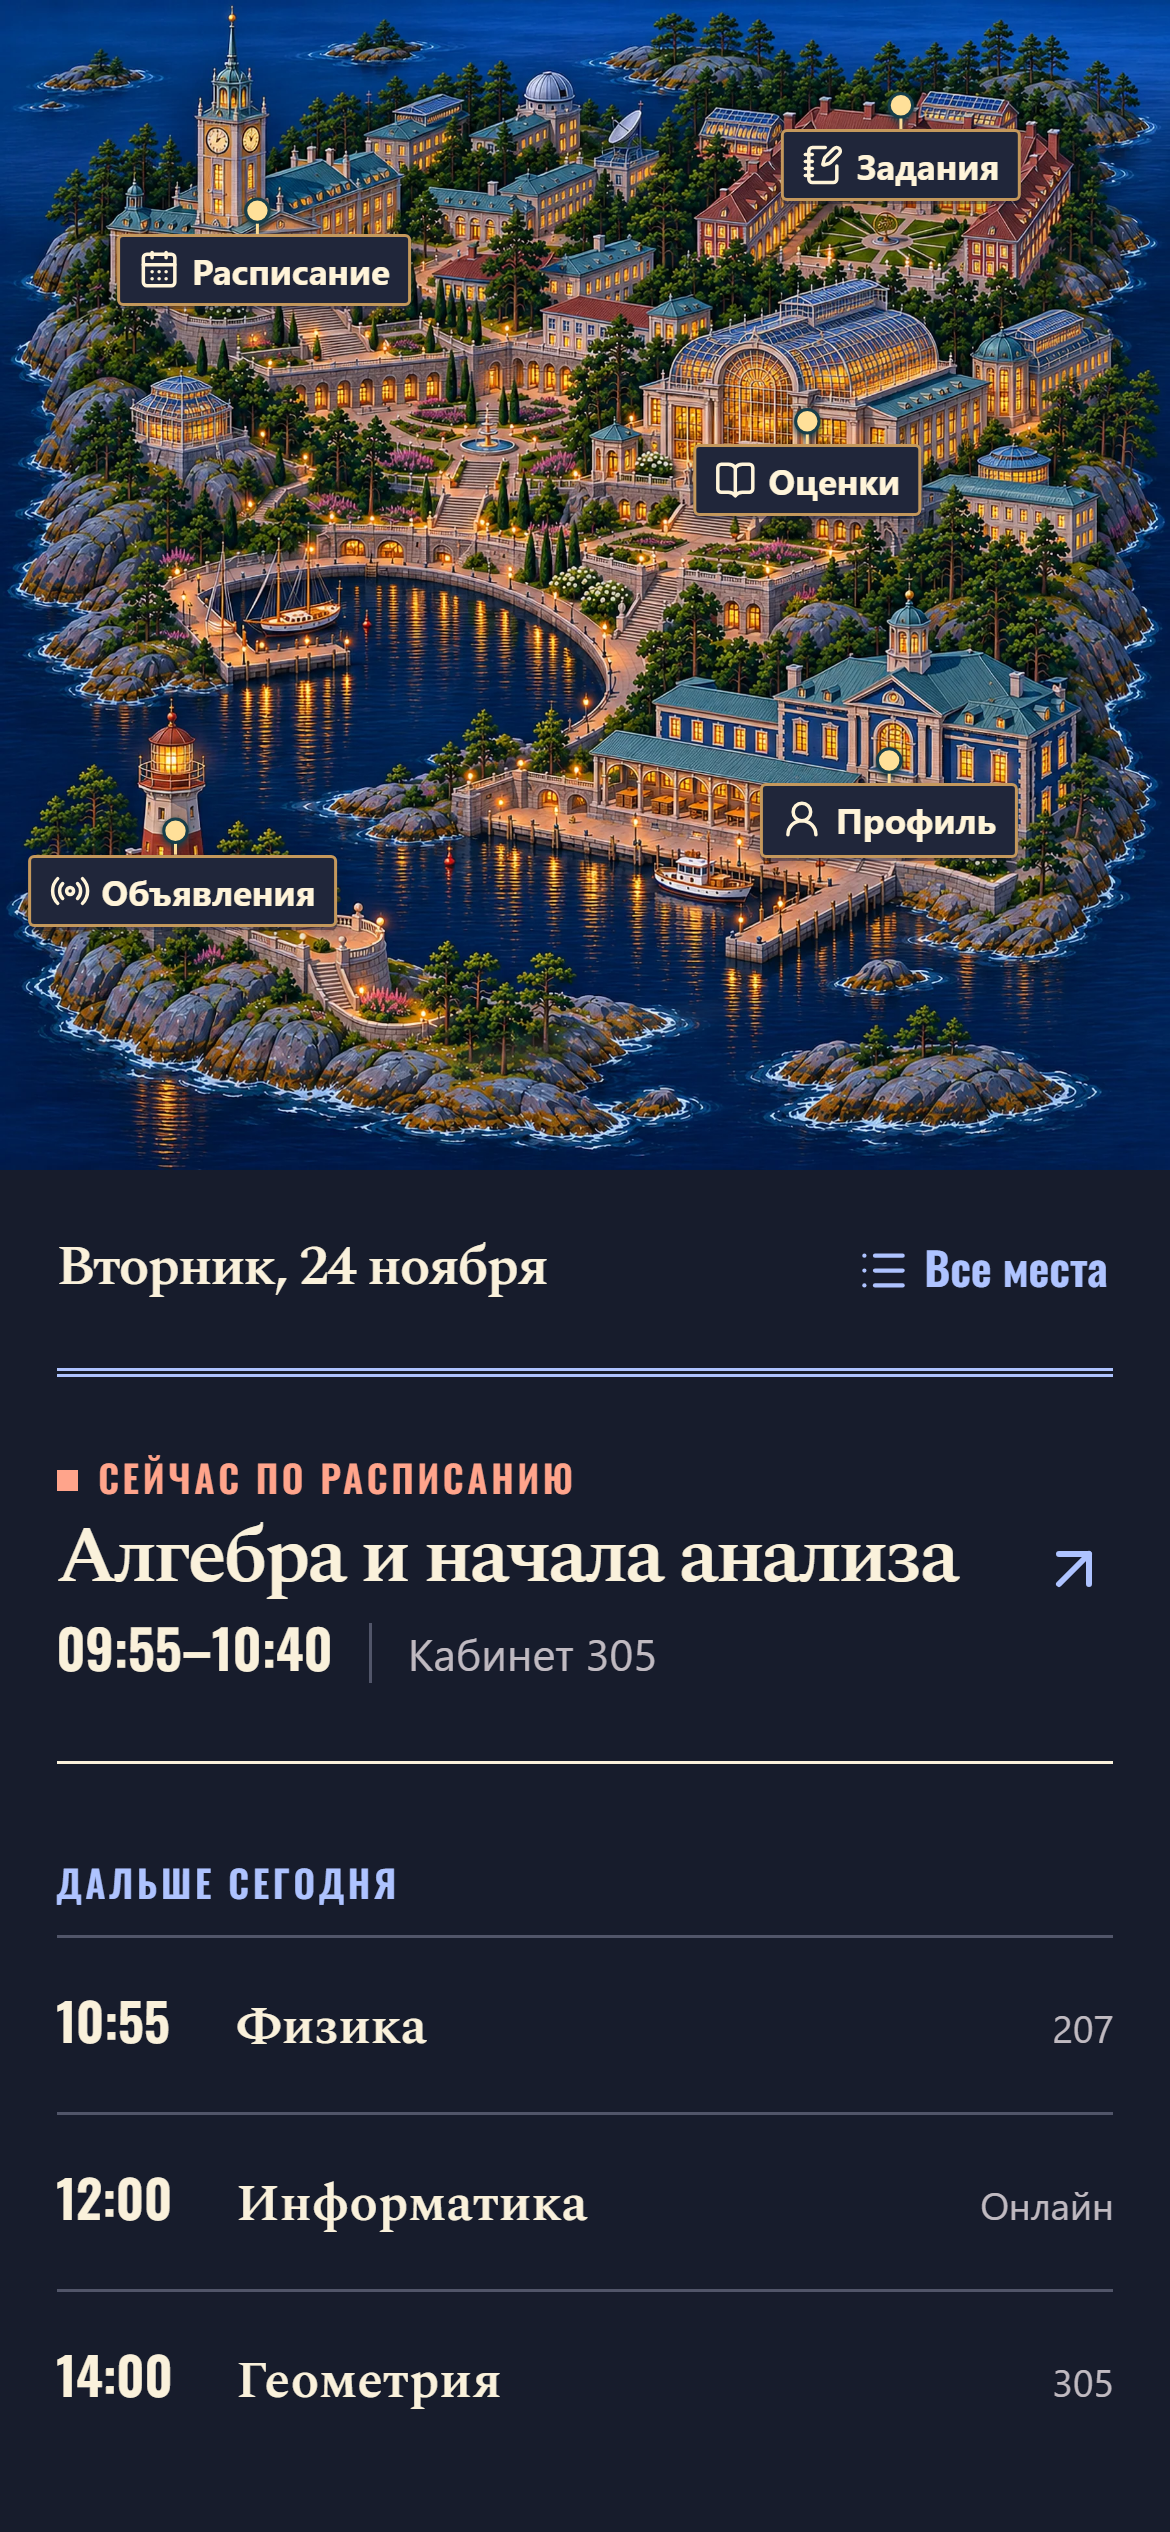 Задания
Расписание
Оценки
Профиль
Объявления
Вторник, 24 ноября
Все места
СЕЙЧАС ПО РАСПИСАНИЮ
Алгебра и начала анализа
09:55–10:40
Кабинет 305
ДАЛЬШЕ СЕГОДНЯ
10:55 Физика 207
12:00 Информатика Онлайн
14:00 Геометрия 305